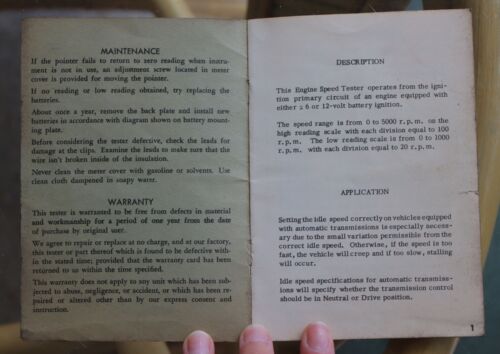 MAINTENANCE
If the pointer fails to return to zero reading when instru-
ment is not in use, an adjustment screw located in meter
cover is provided for moving the pointer.
If no reading or low reading obtained, try replacing the
batteries.
About once a year, remove the back plate and install new
batteries in accordance with diagram shown on battery mount-
ing plate.
Before considering the tester defective, check the leads for
damage at the clips. Examine the leads to make sure that the
wire isn't broken inside of the insulation.
Never clean the meter cover with gasoline or solvents. Use
clean cloth dampened in soapy water.
WARRANTY
This tester is warranted to be free from defects in material
and workmanship for a period of one year from the date
of purchase by original user.
We agree to repair or replace at no charge, and at our factory,
this tester or part thereof which is found to be defective with-
in the stated time; provided that the warranty card has been
returned to us within the time specified.
This warranty does not apply to any unit which has been sub-
jected to abuse, negligence, or accident, or which has been re-
paired or altered other than by our express consent and
instruction.
DESCRIPTION
This Engine Speed Tester operates from the igni-
tion primary circuit of an engine equipped with
either a 6 or 12-volt battery ignition.
The speed range is from 0 to 5000 r.p.m. on the
high reading scale with each division equal to 100
r.p.m. The low reading scale is from 0 to 1000
r.p.m. with each division equal to 20 r.p.m.
APPLICATION
Setting the idle speed correctly on vehicles equipped
with automatic transmissions is especially neces-
sary due to the small variation permissible from the
correct idle speed. Otherwise, if the speed is too
fast, the vehicle will creep and if too slow, stalling
will occur.
Idle speed specifications for automatic transmiss-
ions will specify whether the transmission control
should be in Neutral or Drive position.
1